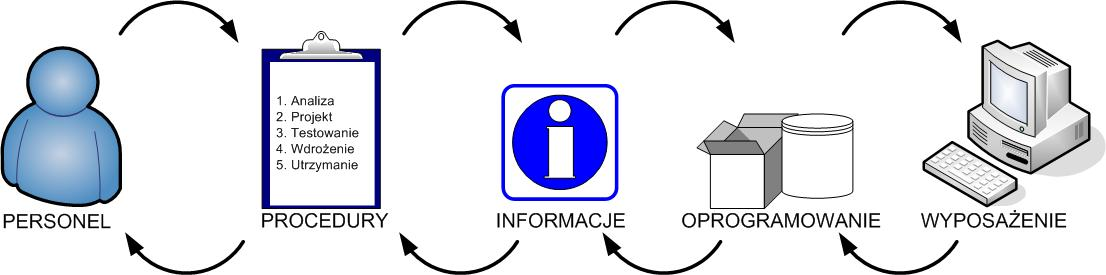 1. Analiza
2. Projekt
3. Testowanie
4. Wdrożenie
5. Utrzymanie
PERSONEL
PROCEDURY
INFORMACJE
OPROGRAMOWANIE
WYPOSAŻENIE